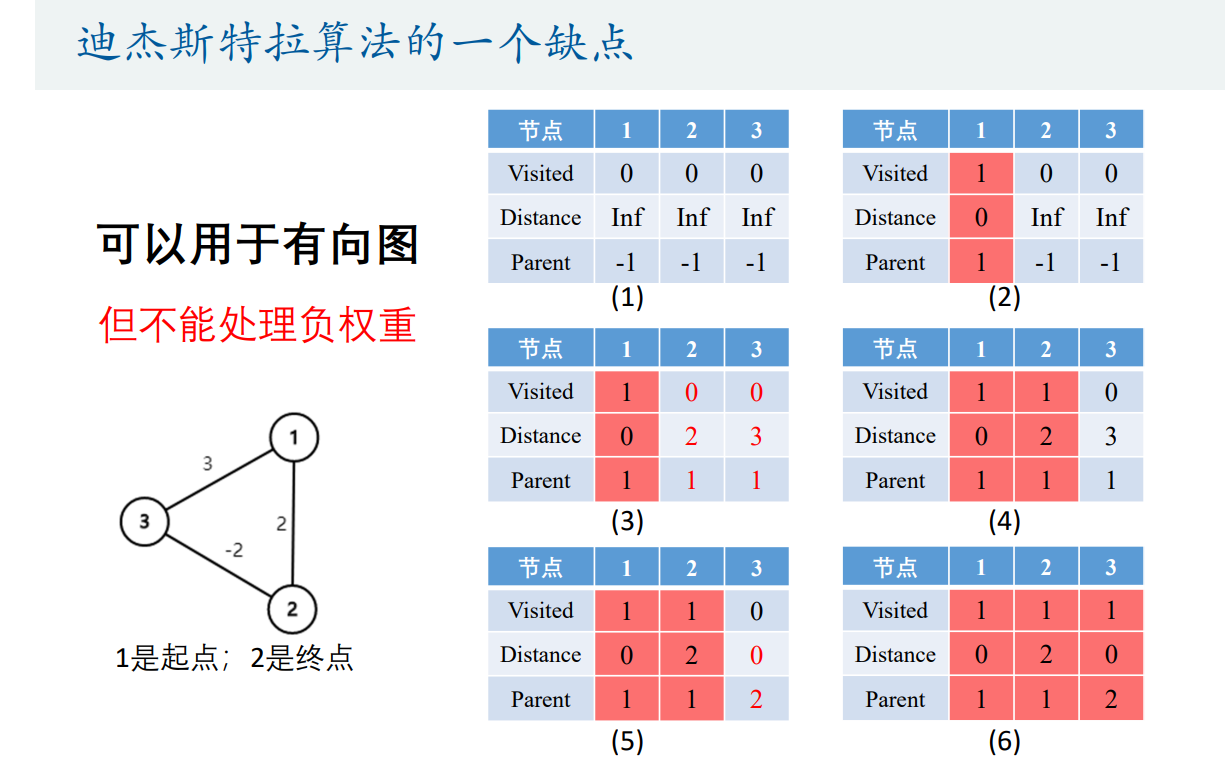 迪杰斯特拉算法的一个缺点
可以用于有向图
但不能处理负权重
1
3
2
3
-2
2
1是起点；2是终点
节点 1 2 3
Visited 0 0 0
Distance Inf Inf Inf
Parent -1 -1 -1
(1)
节点 1 2 3
Visited 1 0 0
Distance 0 Inf Inf
Parent 1 -1 -1
(2)
节点 1 2 3
Visited 1 0 0
Distance 0 2 3
Parent 1 1 1
(3)
节点 1 2 3
Visited 1 1 0
Distance 0 2 3
Parent 1 1 1
(4)
节点 1 2 3
Visited 1 1 0
Distance 0 2 0
Parent 1 1 2
(5)
节点 1 2 3
Visited 1 1 1
Distance 0 2 0
Parent 1 1 2
(6)